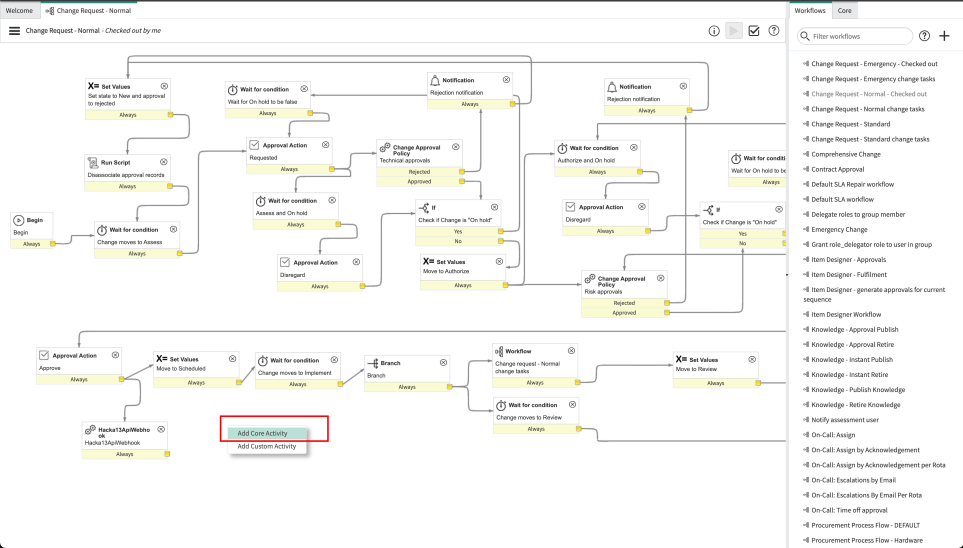 Welcome
Change Request - Normal
Workflows
Core
Change Request - Normal - Checked out by me
Filter workflows
Set Values
Set state to New and approval
to rejected
Always
Wait for condition
Wait for On hold to be false
Always
Notification
Rejection notification
Always
Notification
Rejection notification
Always
Run Script
Disassociate approval records
Always
Approval Action
Requested
Always
Change Approval
Policy
Technical approvals
Rejected
Approved
Wait for condition
Authorize and On hold
Always
Wait for condition
Wait for On hold to be
Always
Begin
Begin
Always
Wait for condition
Change moves to Assess
Always
Wait for condition
Assess and On hold
Always
If
Check if Change is "On hold"
Yes
No
Approval Action
Disregard
Always
If
Check if Change is "On hold"
Yes
No
Approval Action
Disregard
Always
Set Values
Move to Authorize
Always
Change Approval
Policy
Risk approvals
Rejected
Approved
Approval Action
Approve
Always
Set Values
Move to Scheduled
Always
Wait for condition
Change moves to Implement
Always
Branch
Branch
Always
Workflow
Change request - Normal
change tasks
Always
Set Values
Move to Review
Always
Wait for condition
Change moves to Review
Always
Hacka13ApiWebho
ok
Hacka13ApiWebhook
Always
Add Core Activity
Add Custom Activity
Change Request - Emergency - Checked out
Change Request - Emergency change tasks
Change Request - Normal - Checked out
Change Request - Normal change tasks
Change Request - Standard
Change Request - Standard change tasks
Comprehensive Change
Contract Approval
Default SLA Repair workflow
Default SLA workflow
Delegate roles to group member
Emergency Change
Grant role_delegator role to user in group
Item Designer - Approvals
Item Designer - Fulfilment
Item Designer - generate approvals for current
sequence
Item Designer Workflow
Knowledge - Approval Publish
Knowledge - Approval Retire
Knowledge - Instant Publish
Knowledge - Instant Retire
Knowledge - Publish Knowledge
Knowledge - Retire Knowledge
Notify assessment user
On-Call: Assign
On-Call: Assign by Acknowledgement
On-Call: Assign by Acknowledgement per Rota
On-Call: Escalations by Email
On-Call: Escalations By Email Per Rota
On-Call: Time off approval
Procurement Process Flow - DEFAULT
Procurement Process Flow - Hardware